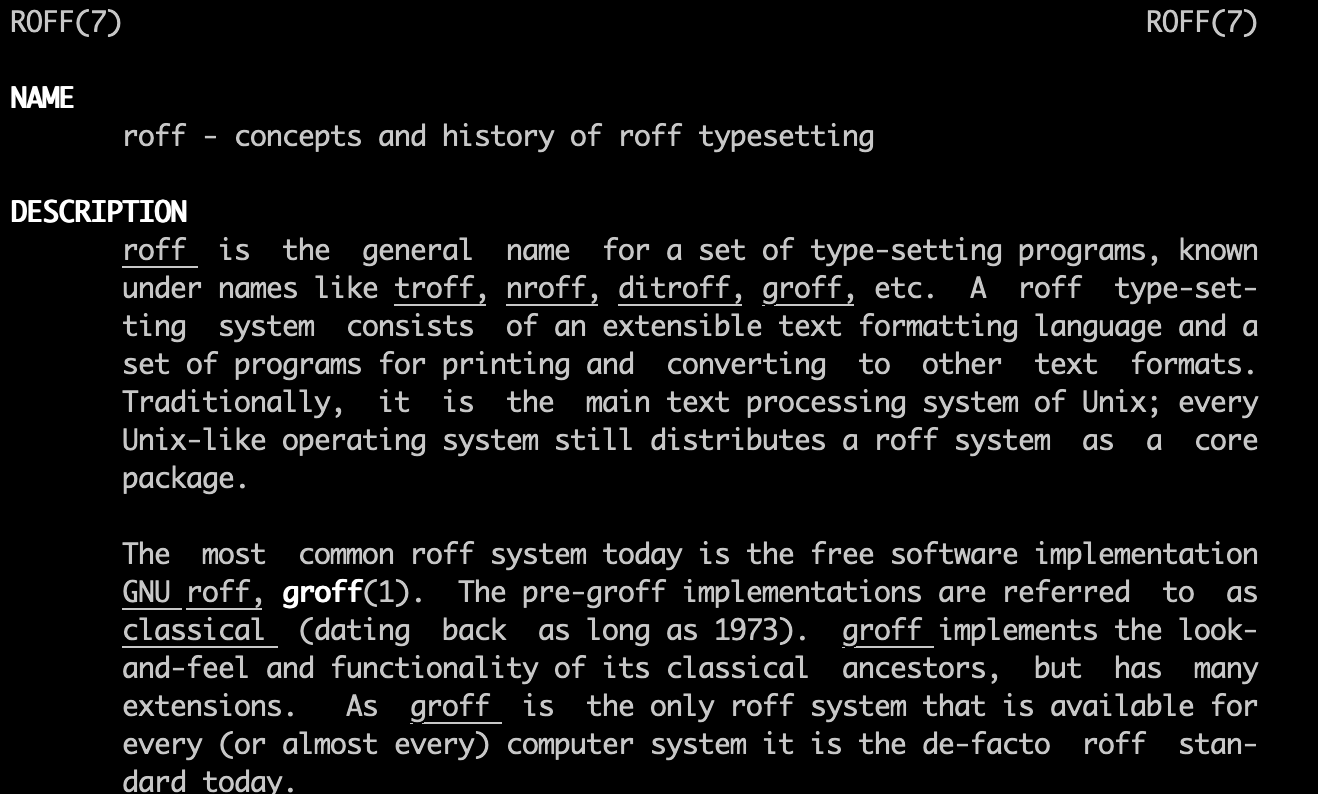 ROFF(7) ROFF(7)
NAME
roff - concepts and history of roff typesetting
DESCRIPTION
roff is the general name for a set of type-setting programs, known
under names like troff, nroff, ditroff, groff, etc. A roff type-set-
ting system consists of an extensible text formatting language and a
set of programs for printing and converting to other text formats.
Traditionally, it is the main text processing system of Unix; every
Unix-like operating system still distributes a roff system as a core
package.
The most common roff system today is the free software implementation
GNU roff, groff(1). The pre-groff implementations are referred to as
classical (dating back as long as 1973). groff implements the look-
and-feel and functionality of its classical ancestors, but has many
extensions. As groff is the only roff system that is available for
every (or almost every) computer system it is the de-facto roff stan-
dard today.